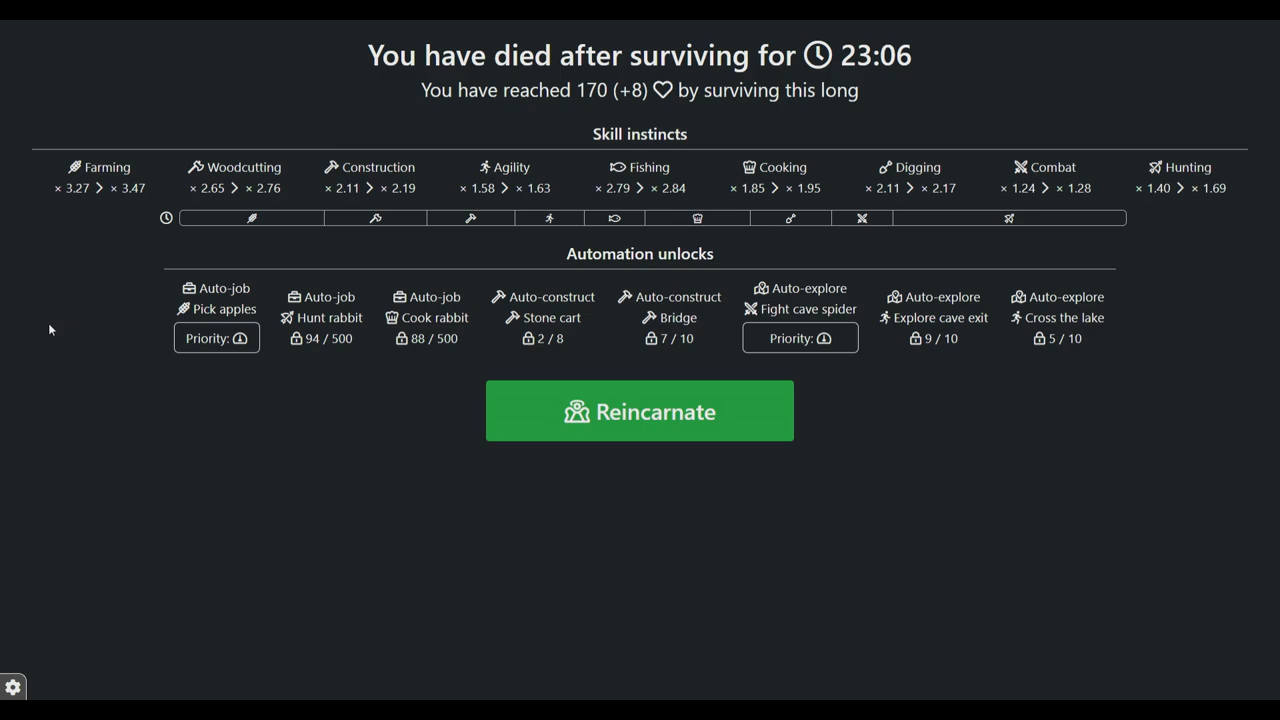 You have died after surviving for 23:06
You have reached 170 (+8) by surviving this long
Skill instincts
Farming Woodcutting Construction Agility Fishing Cooking Digging Combat Hunting
× 3.27 > × 3.47 × 2.65 > × 2.76 × 2.11 > × 2.19 × 1.58 > × 1.63 × 2.79 > × 2.84 × 1.85 > × 1.95 × 2.11 > × 2.17 × 1.24 > × 1.28 × 1.40 > × 1.69
Automation unlocks
Auto-job Auto-job Auto-job Auto-construct Auto-construct Auto-explore Auto-explore Auto-explore
Pick apples Hunt rabbit Cook rabbit Stone cart Bridge Fight cave spider Explore cave exit Cross the lake
Priority: 94 / 500 88 / 500 2 / 8 7 / 10 Priority: 9 / 10 5 / 10
Reincarnate